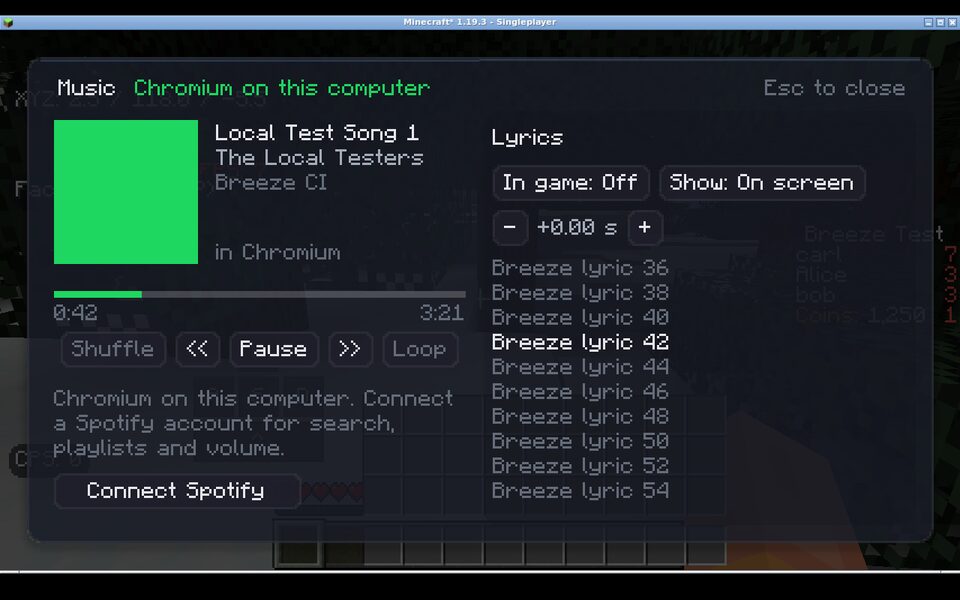 Minecraft* 1.19.3 - Singleplayer
Music Chromium on this computer
Esc to close
Local Test Song 1
The Local Testers
Breeze CI
in Chromium
0:42
3:21
Shuffle
<<
Pause
>>
Loop
Chromium on this computer. Connect
a Spotify account for search,
playlists and volume.
Connect Spotify
Lyrics
In game: Off
Show: On screen
- +0.00 s +
Breeze lyric 36
Breeze lyric 38
Breeze lyric 40
Breeze lyric 42
Breeze lyric 44
Breeze lyric 46
Breeze lyric 48
Breeze lyric 50
Breeze lyric 52
Breeze lyric 54
Breeze Test
carl 7
Alice 3
bob 3
Coins: 1,250 1